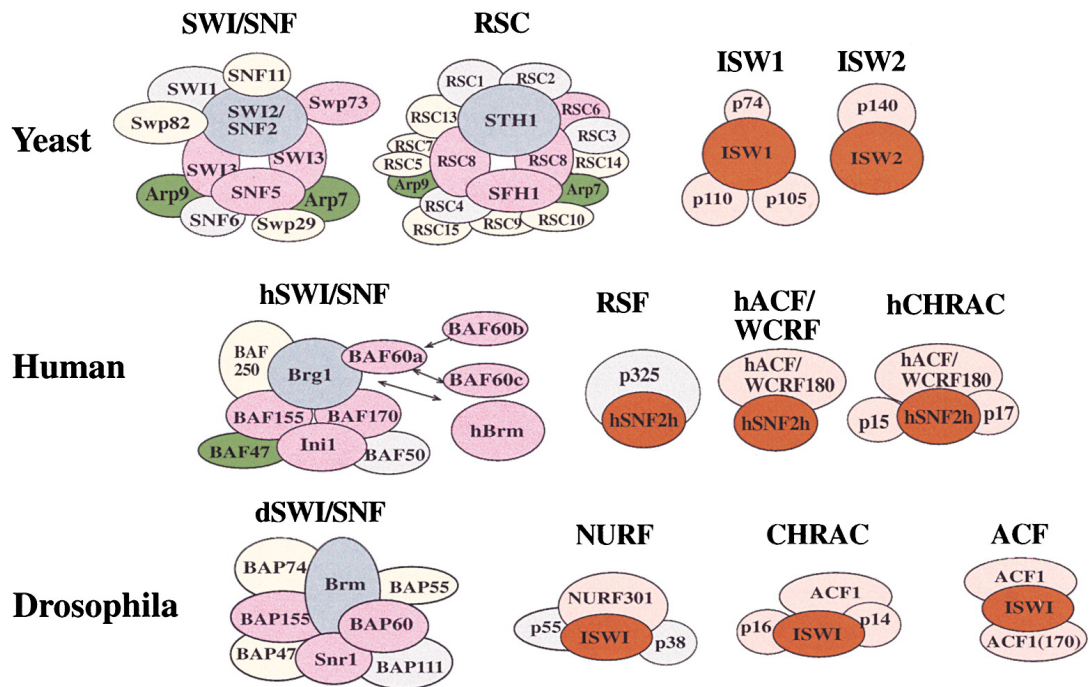 SWI/SNF
RSC
ISW1
ISW2
Yeast
SNF11
SWI1
SWI2/
SNF2
Swp73
Swp82
SWI3
SWI3
SNF5
Arp9
Arp7
SNF6
Swp29
RSC1
RSC2
RSC13
STH1
RSC6
RSC3
RSC7
RSC5
RSC8
RSC8
RSC14
Arp9
SFH1
Arp7
RSC4
RSC15
RSC9
RSC10
p74
ISW1
p110
p105
p140
ISW2
Human
hSWI/SNF
RSF
hACF/
WCRF
hCHRAC
BAF
250
Brg1
BAF60a
BAF60b
BAF60c
hBrm
BAF155
BAF170
BAF47
Ini1
BAF50
p325
hSNF2h
hACF/
WCRF180
hSNF2h
hACF/
WCRF180
p15
hSNF2h
p17
Drosophila
dSWI/SNF
NURF
CHRAC
ACF
BAP74
Brm
BAP55
BAP155
BAP60
BAP47
Snr1
BAP111
NURF301
p55
ISWI
p38
ACF1
p16
ISWI
p14
ACF1
ISWI
ACF1(170)